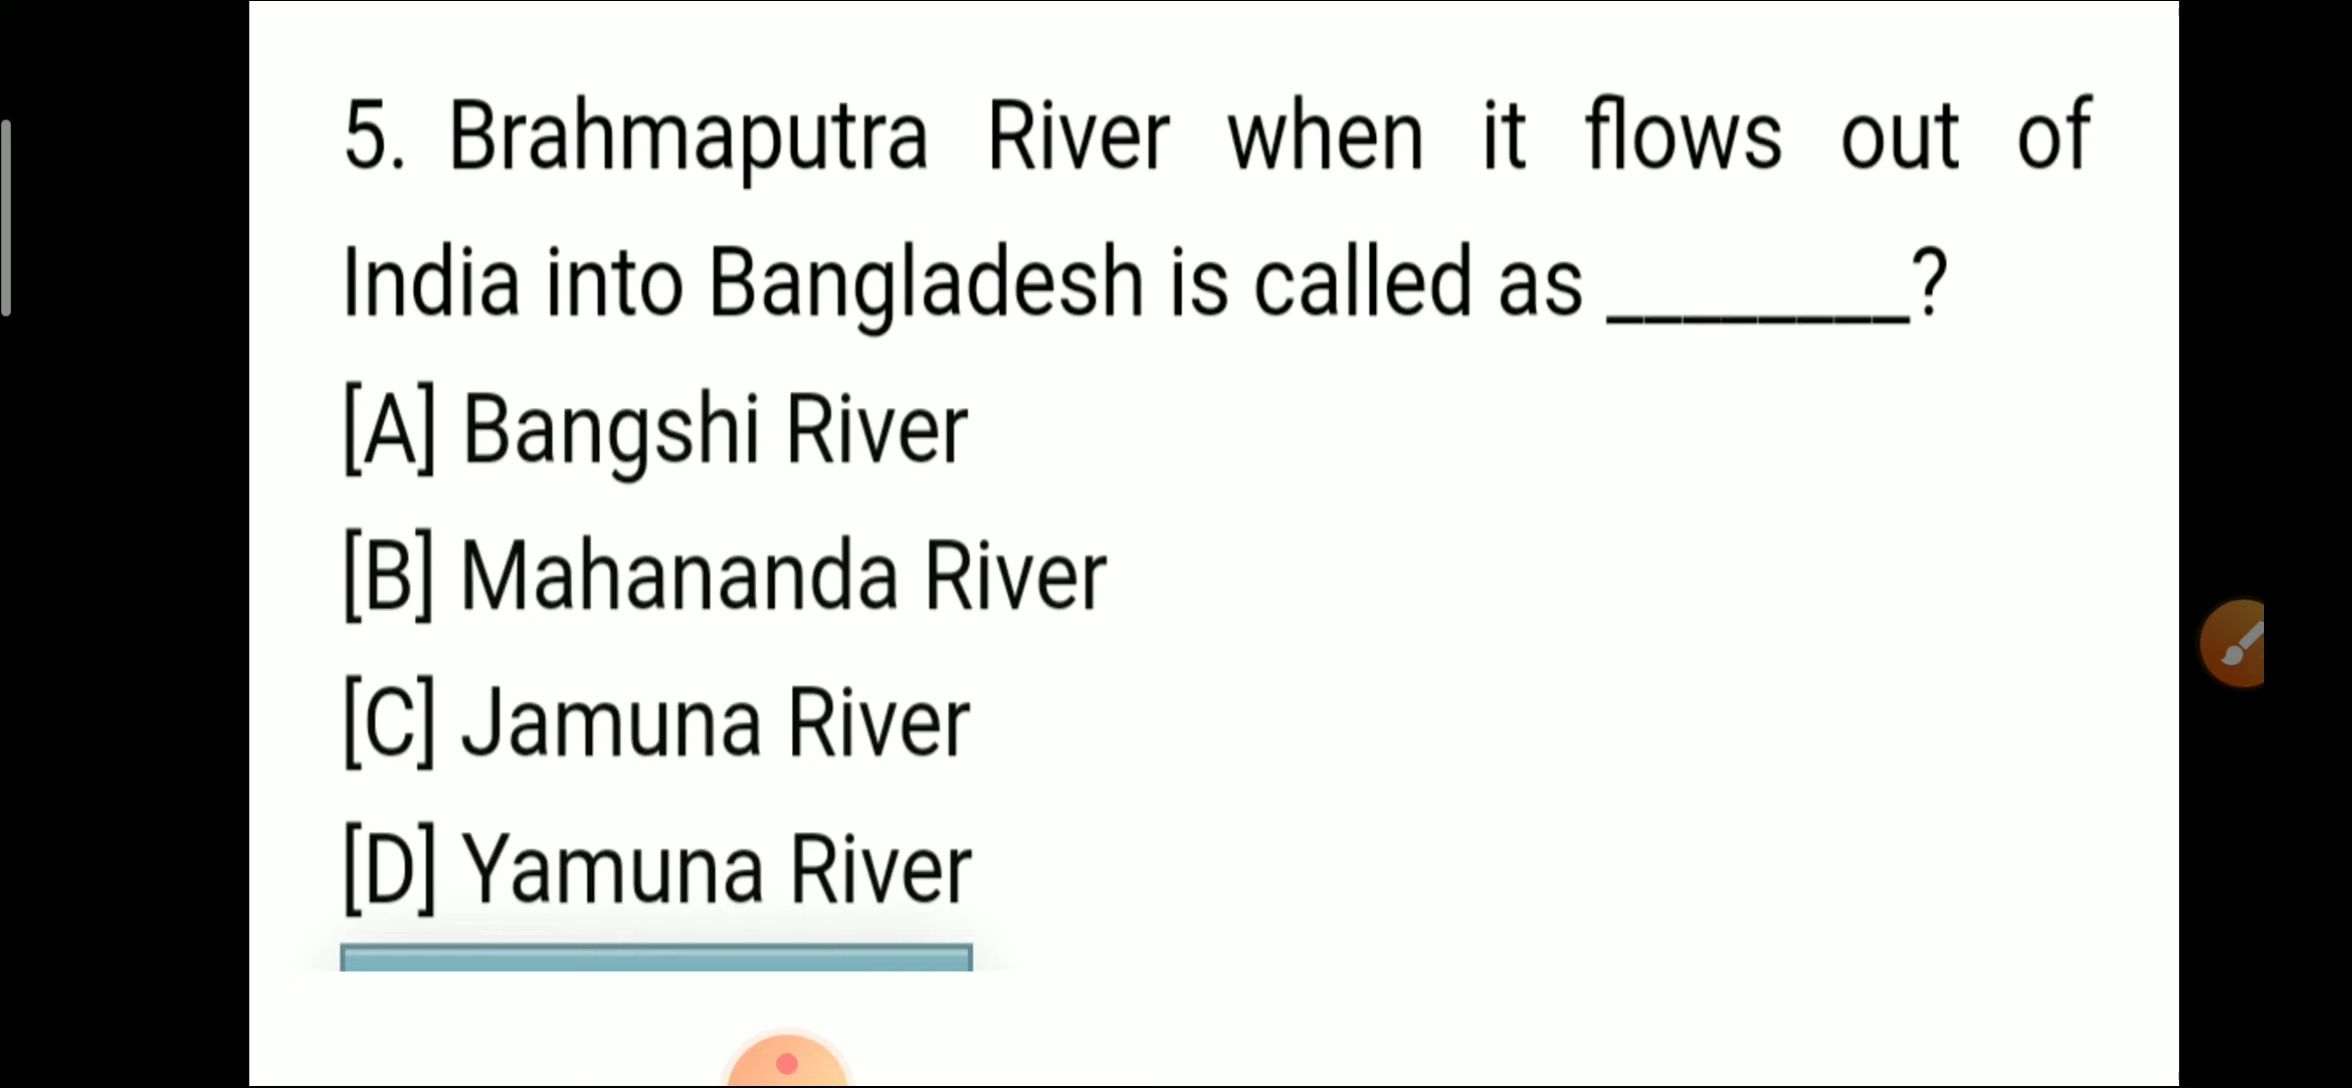 5. Brahmaputra River when it flows out of
India into Bangladesh is called as ________?
[A] Bangshi River
[B] Mahananda River
[C] Jamuna River
[D] Yamuna River